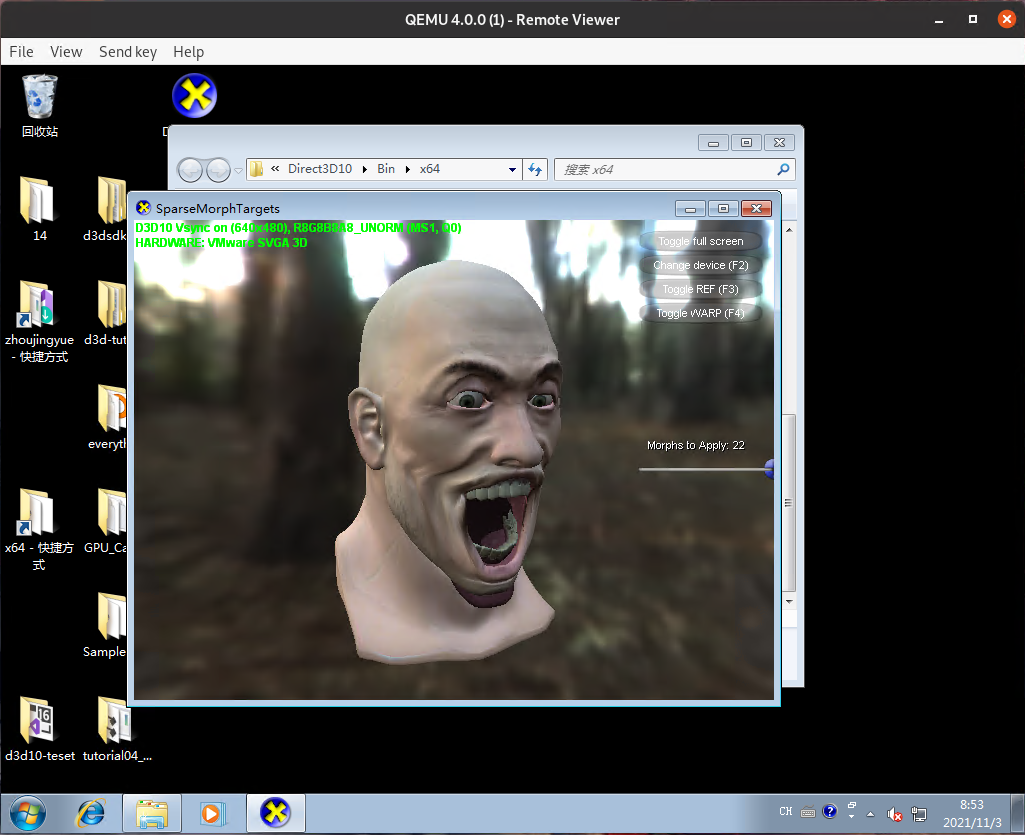 QEMU 4.0.0 (1) - Remote Viewer
File View Send key Help
回收站
Direct3D10 Bin x64
搜索 x64
SparseMorphTargets
D3D10 Vsync on (640x480), R8G8B8A8_UNORM (MS1, Q0)
HARDWARE: VMware SVGA 3D
Toggle full screen
Change device (F2)
Toggle REF (F3)
Toggle WARP (F4)
Morphs to Apply: 22
14
d3dsdk
zhoujingyue
- 快捷方式
d3d-tut
everyth
x64 - 快捷方
式
GPU_Ca
Sample
16
d3d10-teset
tutorial04_...
CH
8:53
2021/11/3